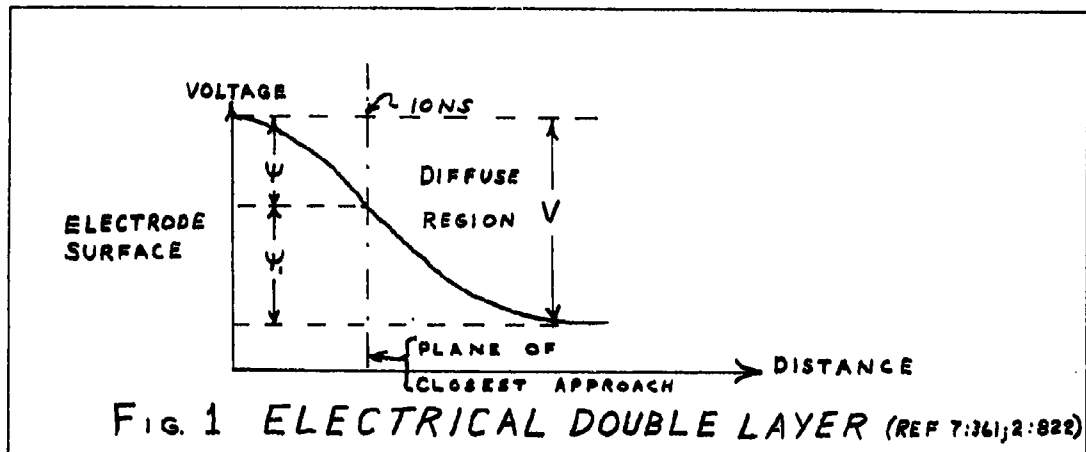 VOLTAGE
IONS
ψ
DIFFUSE
REGION
V
ELECTRODE
SURFACE
ψ₁
PLANE OF
CLOSEST APPROACH
DISTANCE
FIG. 1 ELECTRICAL DOUBLE LAYER (REF 7:361; 2:822)